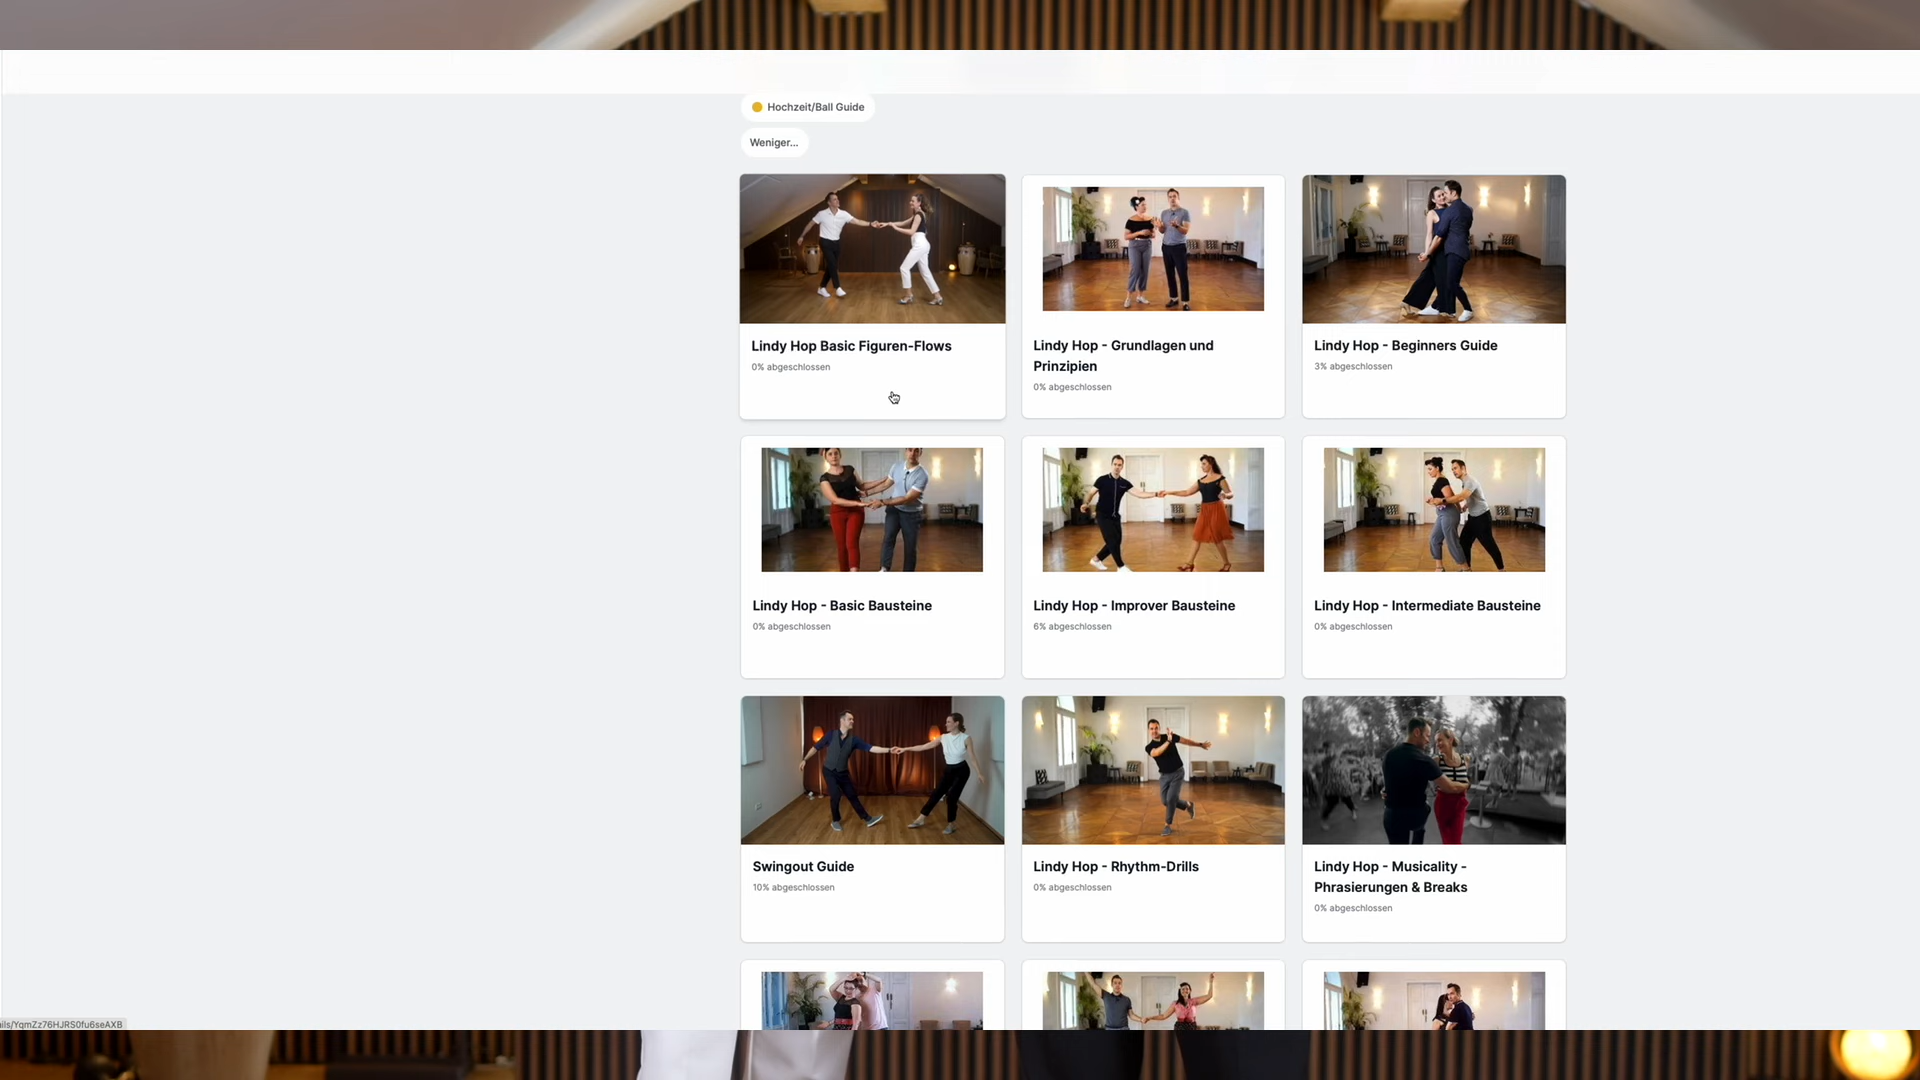 Hochzeit/Ball Guide
Weniger...
Lindy Hop Basic Figuren-Flows
0% abgeschlossen
Lindy Hop - Grundlagen und
Prinzipien
0% abgeschlossen
Lindy Hop - Beginners Guide
3% abgeschlossen
Lindy Hop - Basic Bausteine
0% abgeschlossen
Lindy Hop - Improver Bausteine
6% abgeschlossen
Lindy Hop - Intermediate Bausteine
0% abgeschlossen
Swingout Guide
10% abgeschlossen
Lindy Hop - Rhythm-Drills
0% abgeschlossen
Lindy Hop - Musicality -
Phrasierungen & Breaks
0% abgeschlossen